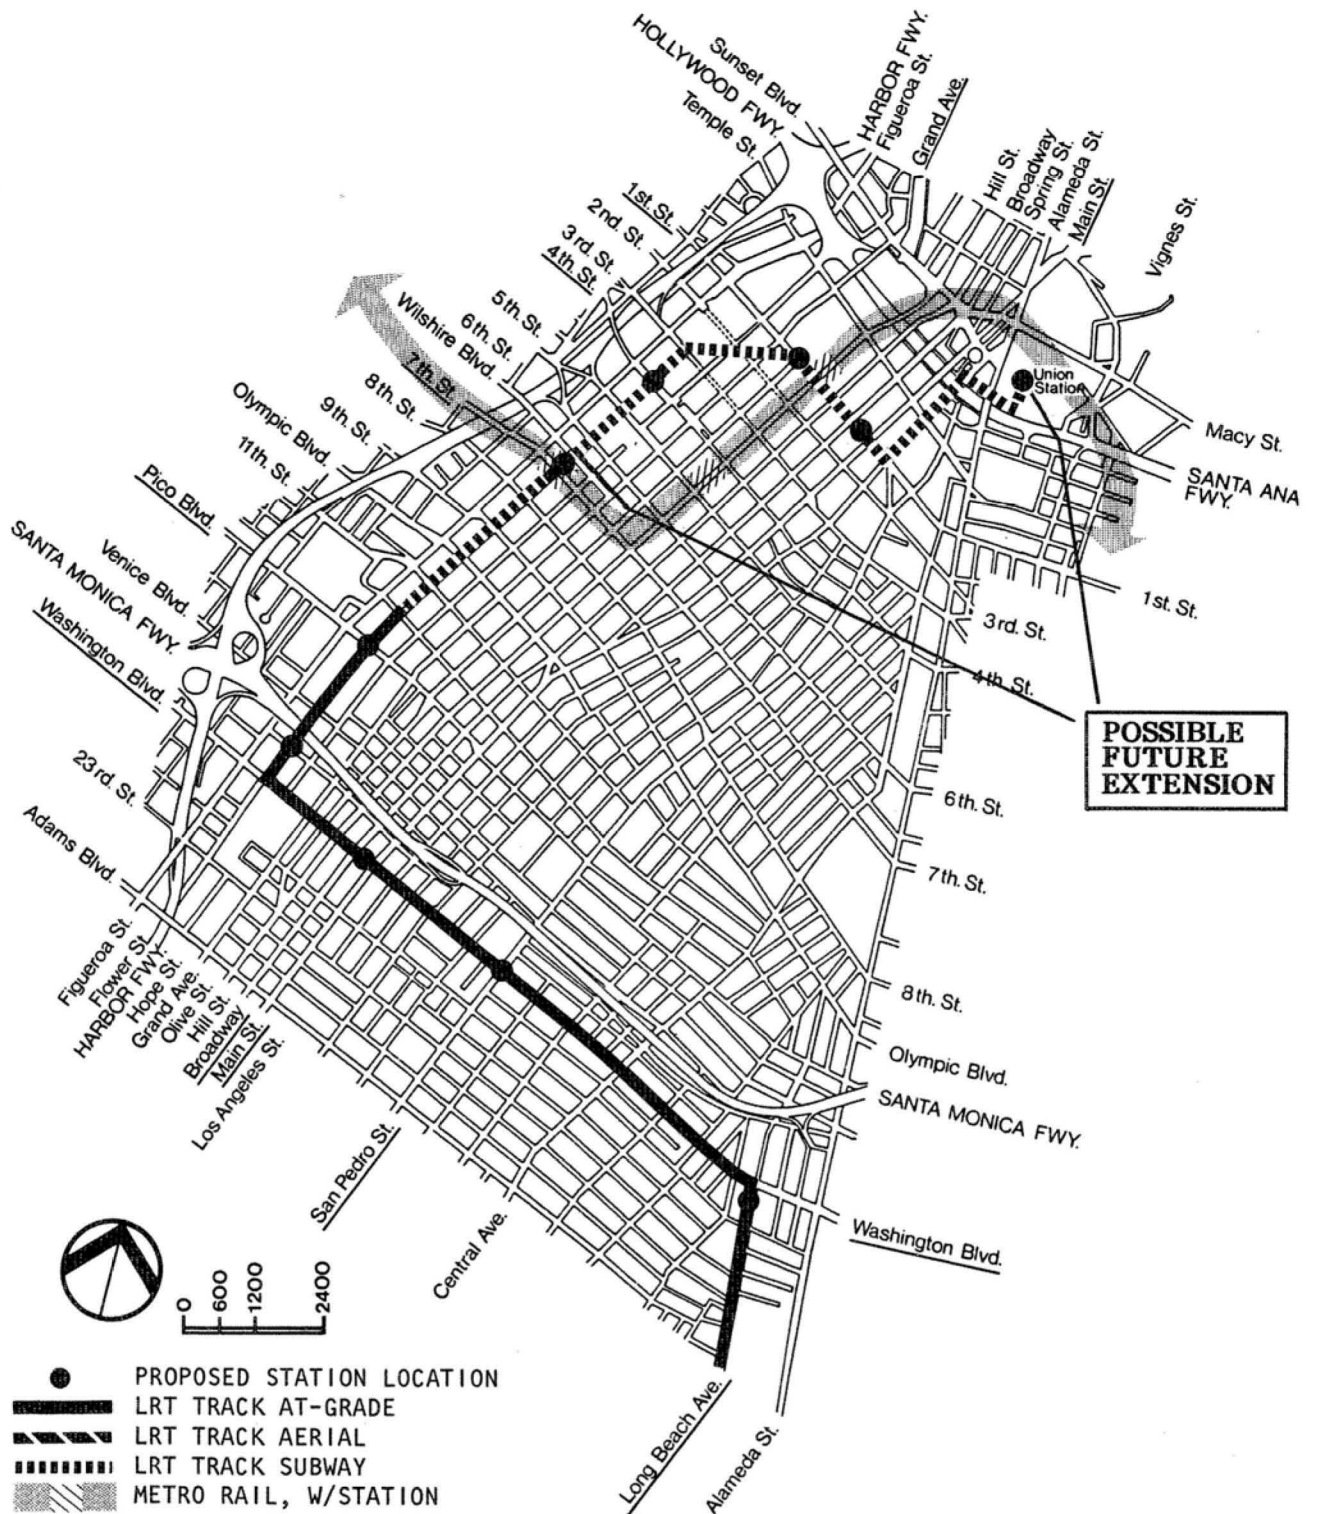 Sunset Blvd.
HOLLYWOOD FWY.
Temple St.
HARBOR FWY.
Figueroa St.
Grand Ave.
Hill St.
Broadway
Spring St.
Alameda St.
Main St.
Vignes St.
1st. St.
2nd. St.
3rd. St.
4th. St.
5th. St.
6th. St.
Wilshire Blvd.
7th. St.
8th. St.
9th. St.
Olympic Blvd.
11th. St.
Pico Blvd.
Venice Blvd.
SANTA MONICA FWY.
Washington Blvd.
23rd. St.
Adams Blvd.
Union
Station
Macy St.
SANTA ANA
FWY.
1st. St.
3rd. St.
4th. St.
POSSIBLE
FUTURE
EXTENSION
6th. St.
7th. St.
8th. St.
Olympic Blvd.
SANTA MONICA FWY.
Washington Blvd.
Figueroa St.
Flower St.
HARBOR FWY.
Hope St.
Grand Ave.
Olive St.
Hill St.
Broadway
Main St.
Los Angeles St.
San Pedro St.
Central Ave.
Long Beach Ave.
Alameda St.
0
600
1200
2400
PROPOSED STATION LOCATION
LRT TRACK AT-GRADE
LRT TRACK AERIAL
LRT TRACK SUBWAY
METRO RAIL, W/STATION